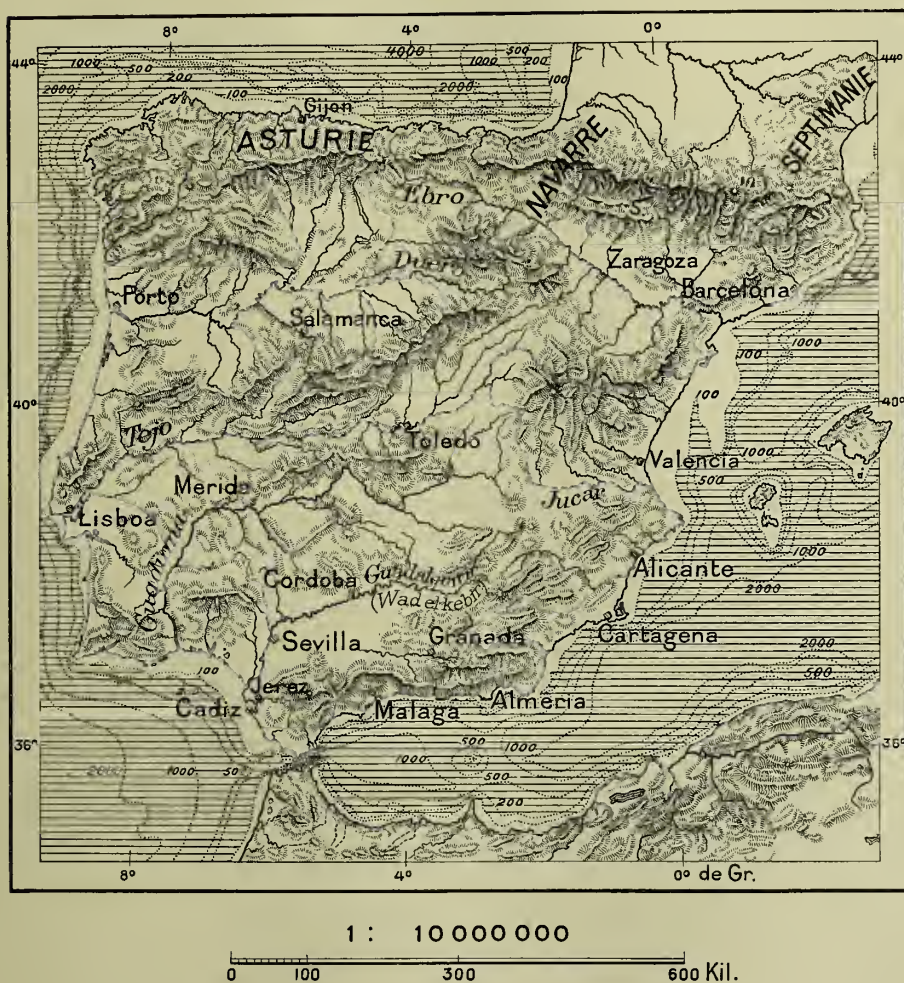 8° 4° 0°
44° 1000 500 200 100 4000 2000 1000 500 200 100 44°
2000
Gijon
ASTURIE
NAVARRE
SEPTIMANIE
Ebro
Duero
Zaragoza
Porto
Barcelona
Salamanca
1000
100
100
40° 40°
Tejo
Toledo
Valencia
1000
500
Merida
Jucar
Lisboa
1000
Guadiana
Alicante
Cordoba Guadalquivir
2000
(Wad el kebir)
Cartagena
Sevilla
Granada
2000
100
500
Jerez
Cadiz
Malaga
Almeria
36° 36°
2000 1000 50 1000 500 1000
500
200
8° 4° 0° de Gr.
1 : 10 000 000
0 100 300 600 Kil.